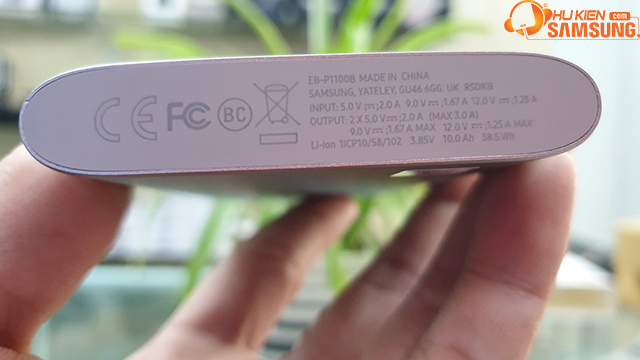 PHỤ KIỆN .com
SAMSUNG
EB-P1100B MADE IN CHINA
SAMSUNG, YATELEY, GU46 6GG. UK RSDKB
INPUT: 5.0 V ⎓; 2.0 A 9.0 V ⎓; 1.67 A 12.0 V ⎓; 1.25 A
OUTPUT: 2 X 5.0 V ⎓; 2.0 A (MAX 3.0 A)
9.0 V ⎓; 1.67 A MAX 12.0 V ⎓; 1.25 A MAX
Li-ion 1ICP10/58/102 3.85V 10.0 Ah 38.5 Wh
CE FC BC